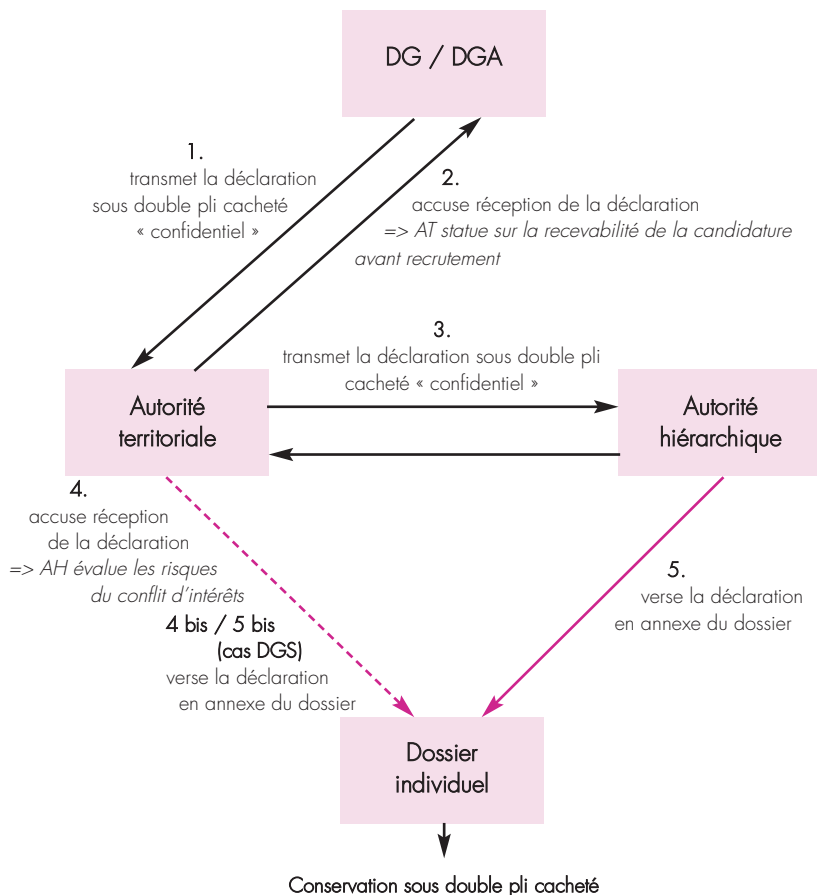 DG / DGA
1.
transmet la déclaration
sous double pli cacheté
« confidentiel »
2.
accuse réception de la déclaration
=> AT statue sur la recevabilité de la candidature
avant recrutement
3.
transmet la déclaration sous double pli
cacheté « confidentiel »
Autorité
territoriale
Autorité
hiérarchique
4.
accuse réception
de la déclaration
=> AH évalue les risques
du conflit d’intérêts
4 bis / 5 bis
(cas DGS)
verse la déclaration
en annexe du dossier
5.
verse la déclaration
en annexe du dossier
Dossier
individuel
Conservation sous double pli cacheté